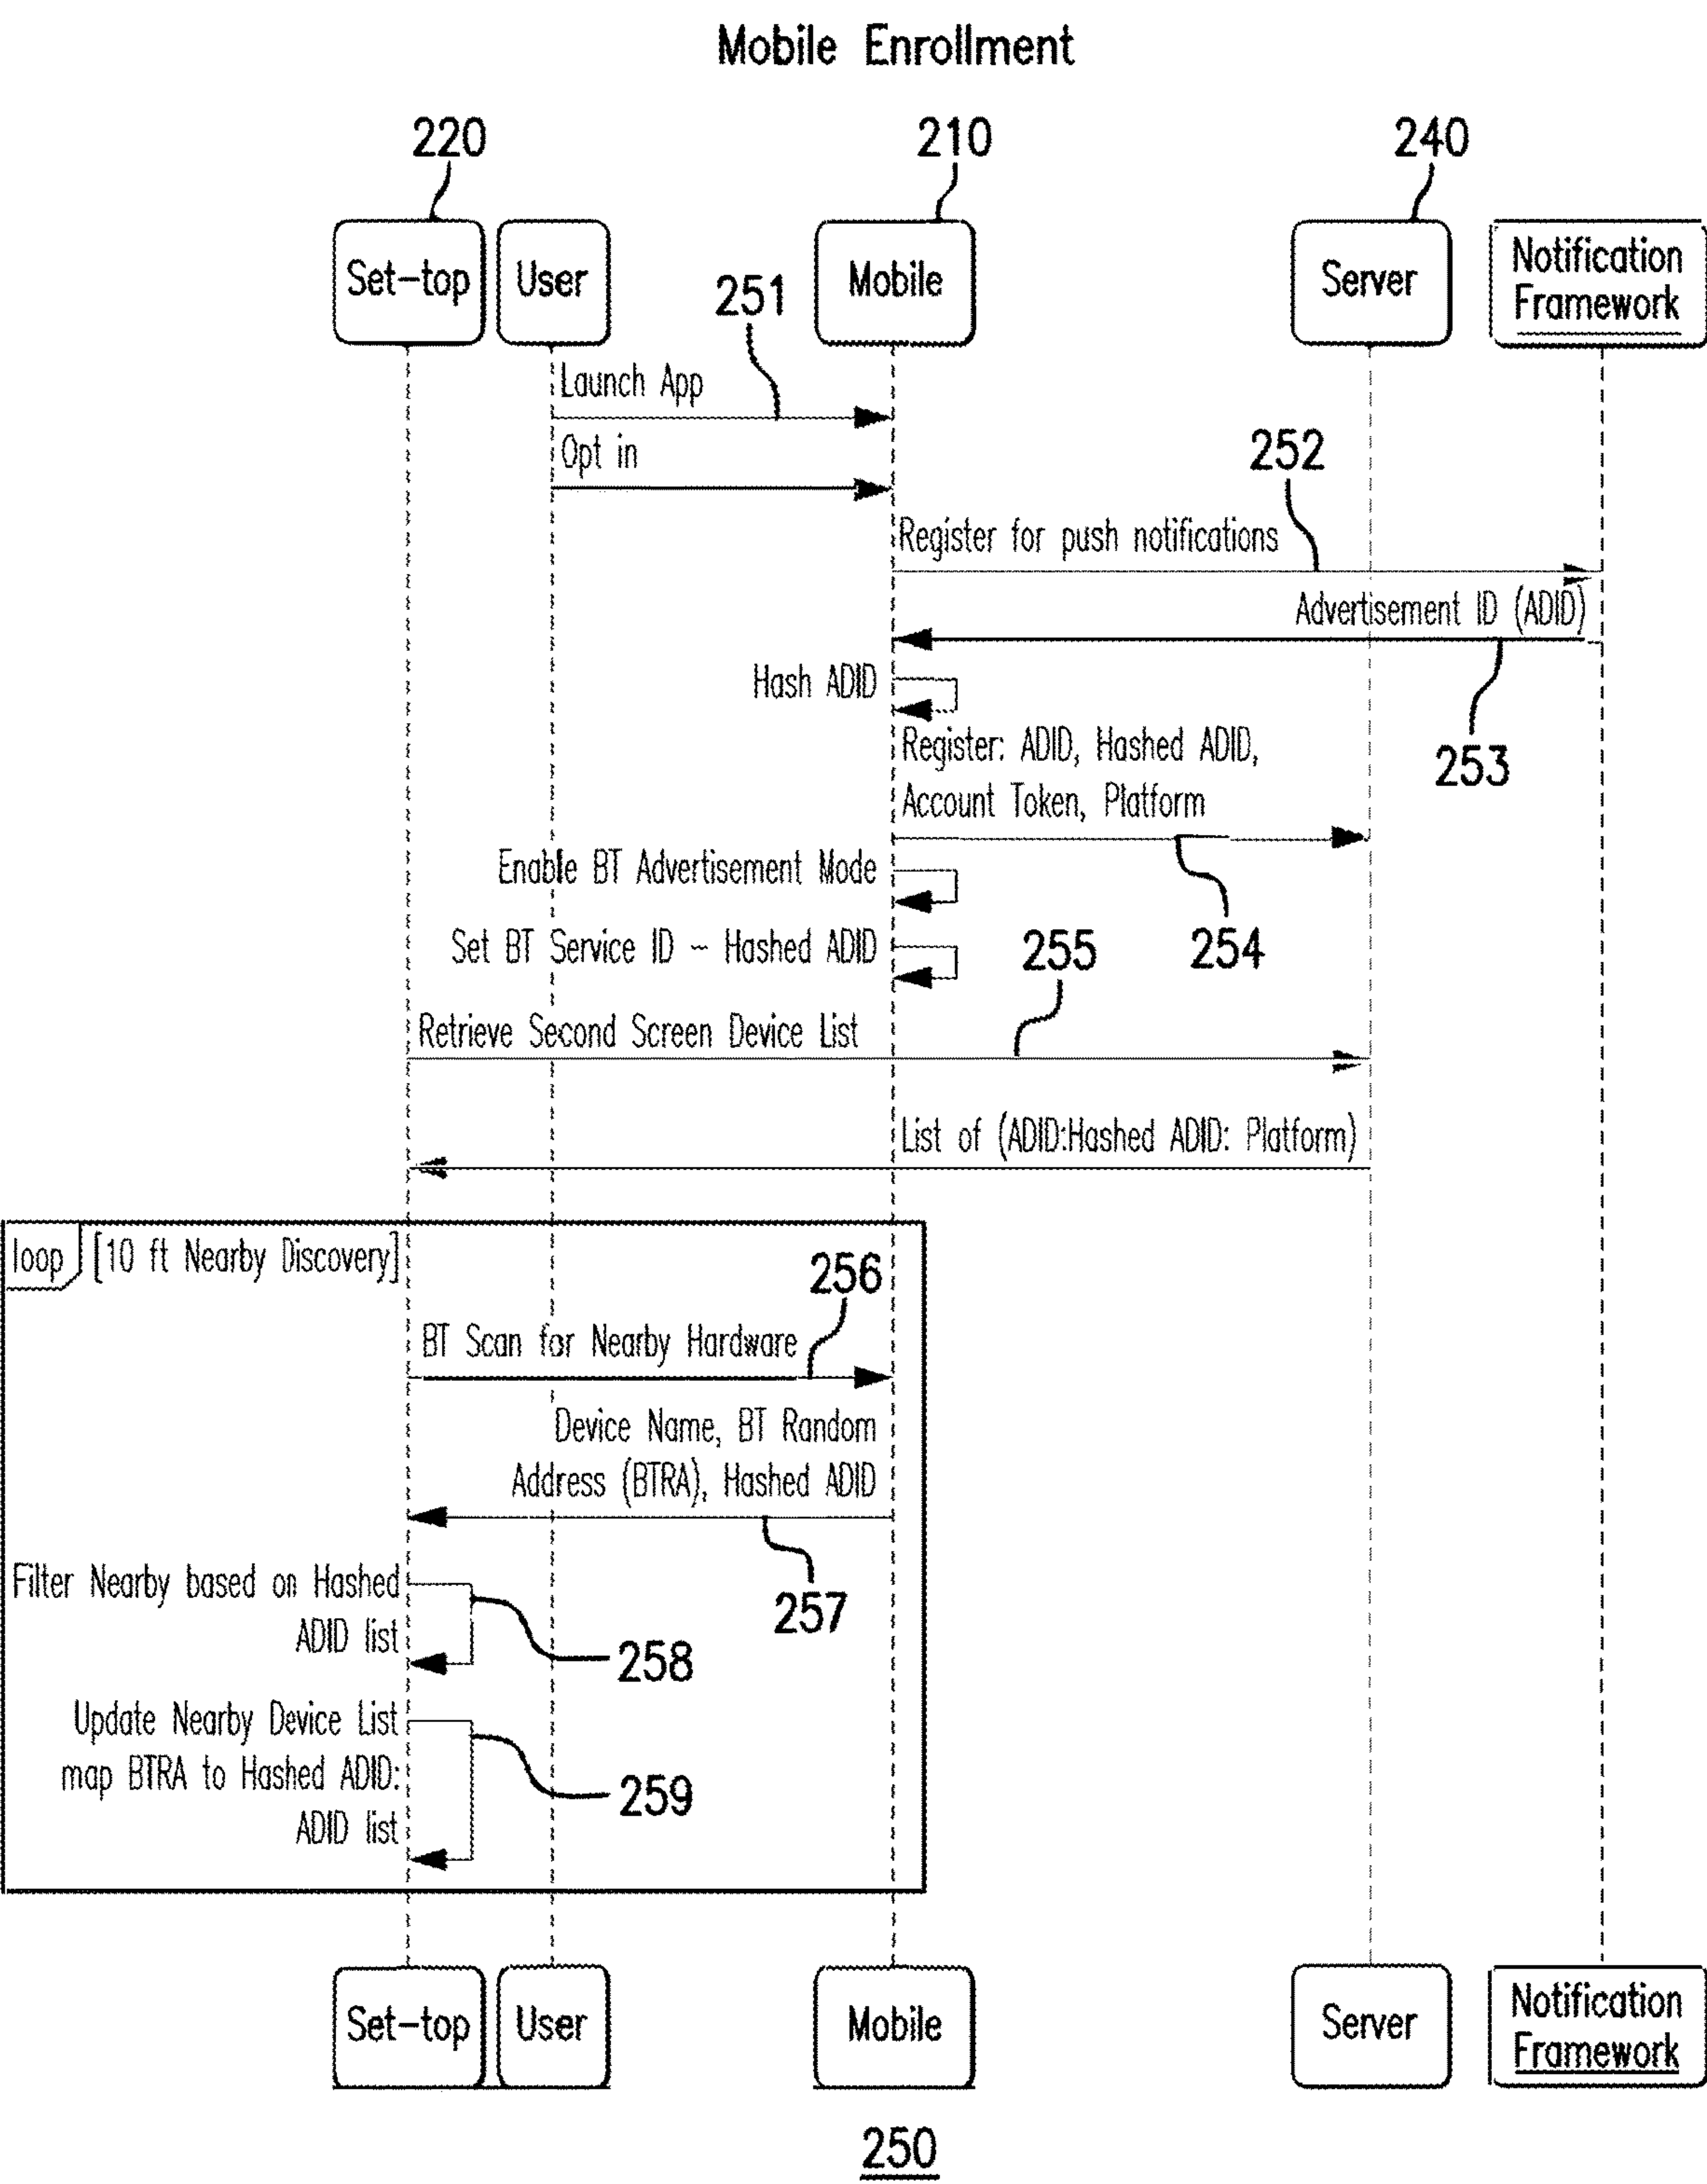 Mobile Enrollment
220
210
240
Set-top
User
Mobile
Server
Notification
Framework
251
Launch App
Opt in
252
Register for push notifications
Advertisement ID (ADID)
253
Hash ADID
Register: ADID, Hashed ADID,
Account Token, Platform
254
Enable BT Advertisement Mode
Set BT Service ID - Hashed ADID
255
Retrieve Second Screen Device List
List of (ADID:Hashed ADID: Platform)
loop
[10 ft Nearby Discovery]
256
BT Scan for Nearby Hardware
Device Name, BT Random
Address (BTRA), Hashed ADID
257
Filter Nearby based on Hashed
ADID list
258
Update Nearby Device List
map BTRA to Hashed ADID:
ADID list
259
Set-top
User
Mobile
Server
Notification
Framework
250